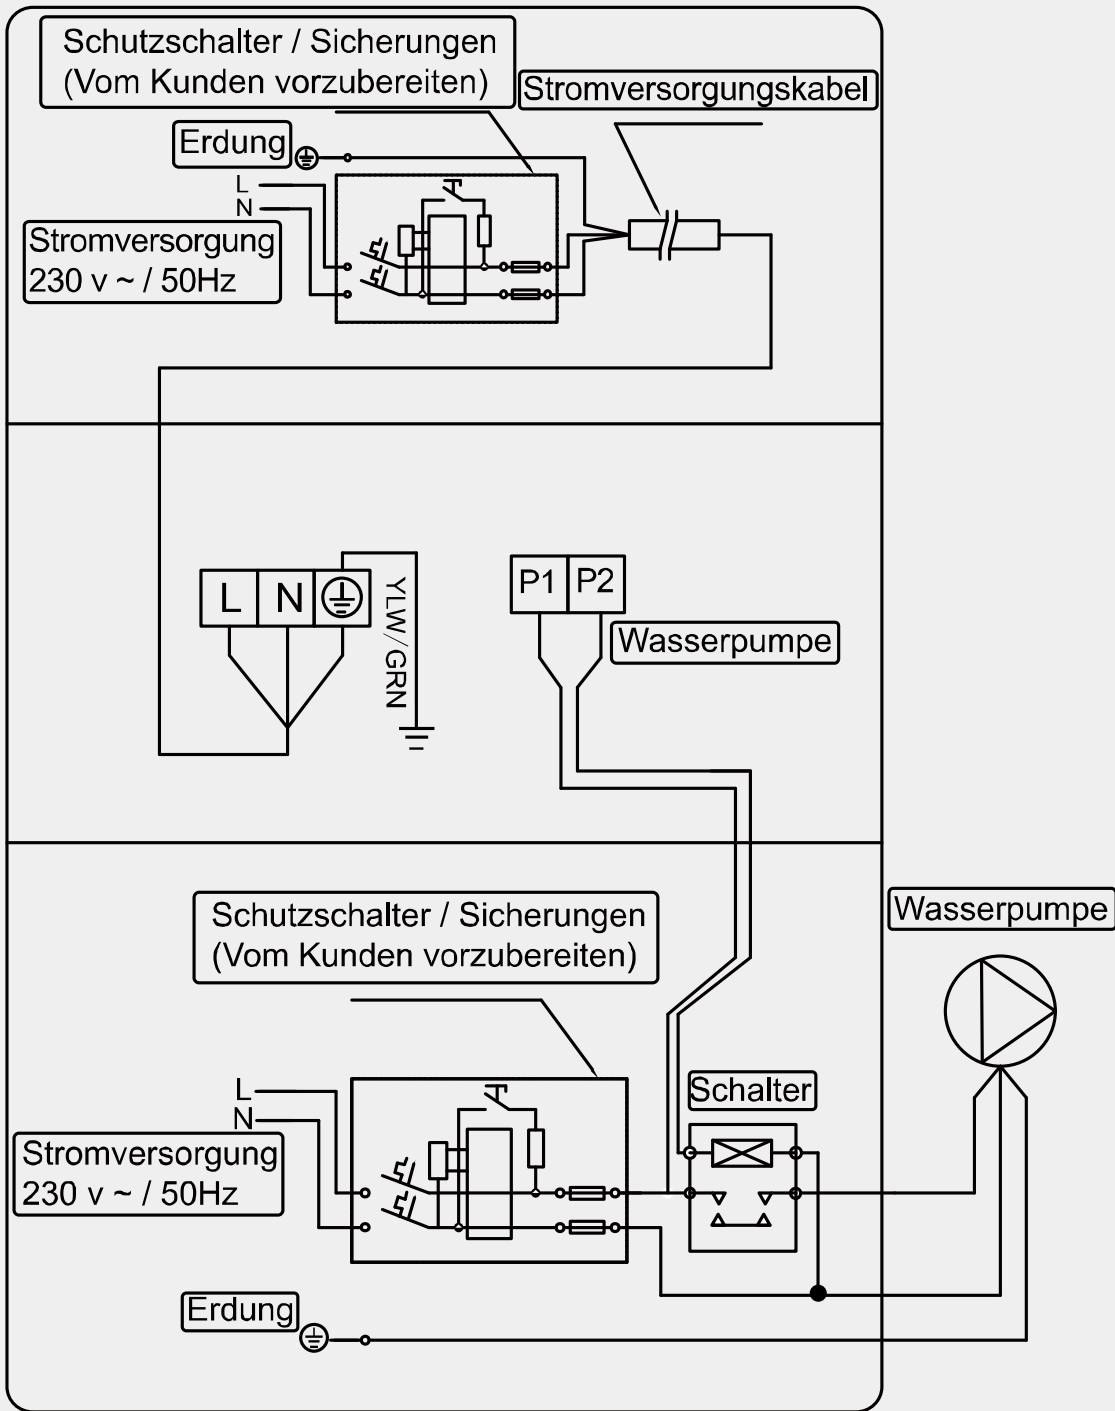 Schutzschalter / Sicherungen
(Vom Kunden vorzubereiten)
Stromversorgungskabel
Erdung
L
N
Stromversorgung
230 v ~ / 50Hz
L N
YLW/GRN
P1 P2
Wasserpumpe
Schutzschalter / Sicherungen
(Vom Kunden vorzubereiten)
Wasserpumpe
L
N
Schalter
Stromversorgung
230 v ~ / 50Hz
Erdung